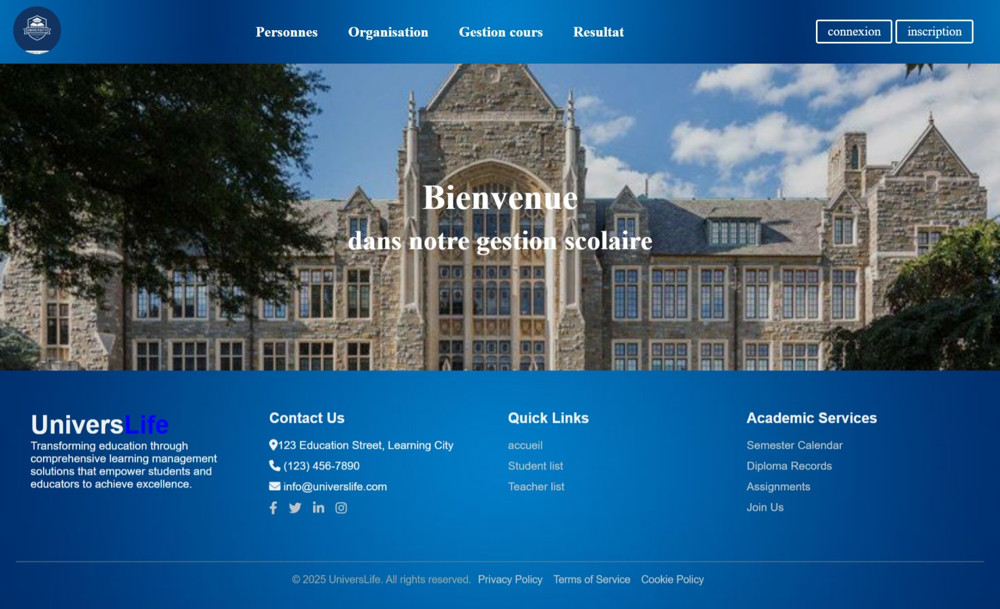 UNIVERSITY
Personnes Organisation Gestion cours Resultat
connexion inscription
Bienvenue
dans notre gestion scolaire
UniversLife
Transforming education through
comprehensive learning management
solutions that empower students and
educators to achieve excellence.
Contact Us
123 Education Street, Learning City
(123) 456-7890
info@universlife.com
Quick Links
accueil
Student list
Teacher list
Academic Services
Semester Calendar
Diploma Records
Assignments
Join Us
© 2025 UniversLife. All rights reserved. Privacy Policy Terms of Service Cookie Policy